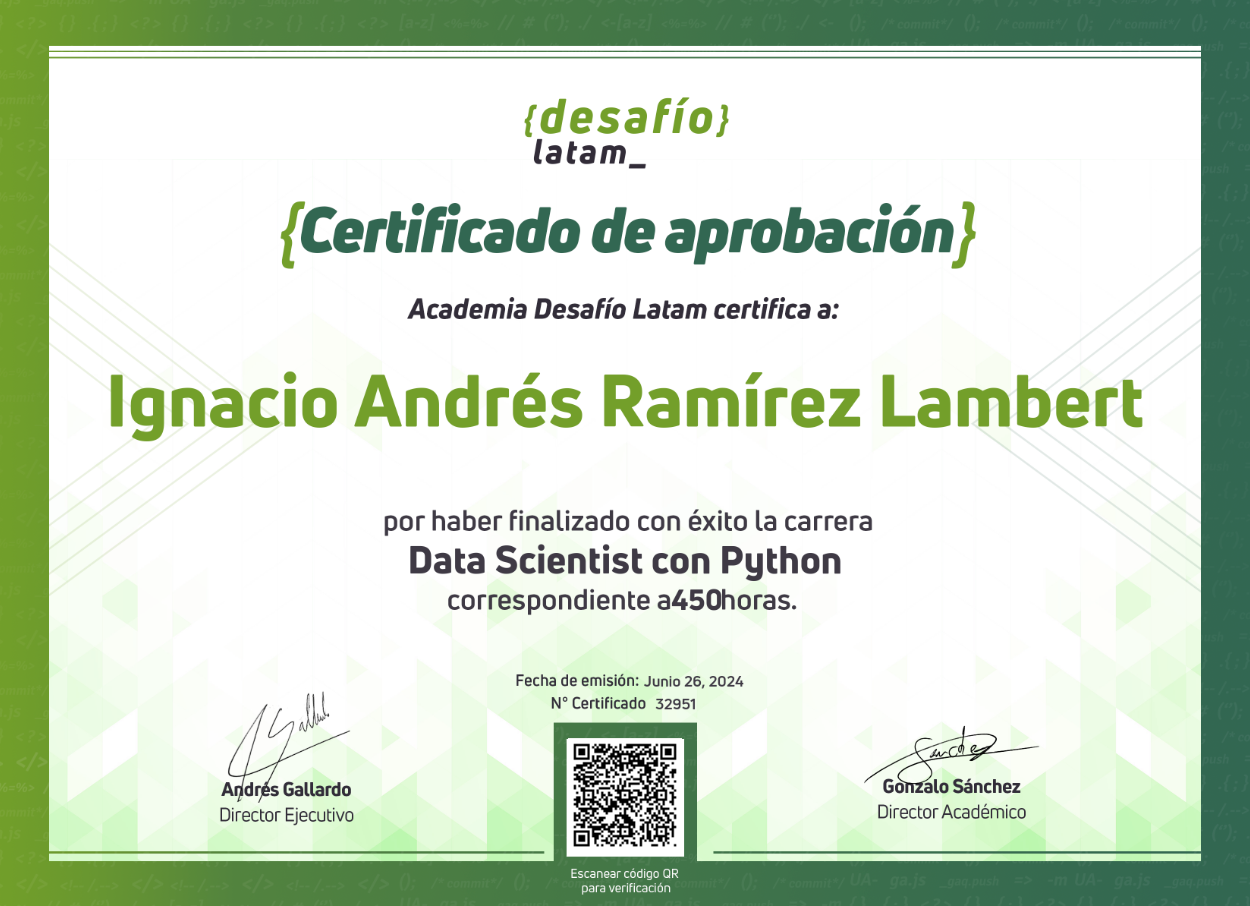 {desafío}
latam_
{Certificado de aprobación}
Academia Desafío Latam certifica a:
Ignacio Andrés Ramírez Lambert
por haber finalizado con éxito la carrera
Data Scientist con Python
correspondiente a450horas.
Fecha de emisión: Junio 26, 2024
N° Certificado 32951
Andrés Gallardo
Director Ejecutivo
Gonzalo Sánchez
Director Académico
Escanear código QR
para verificación